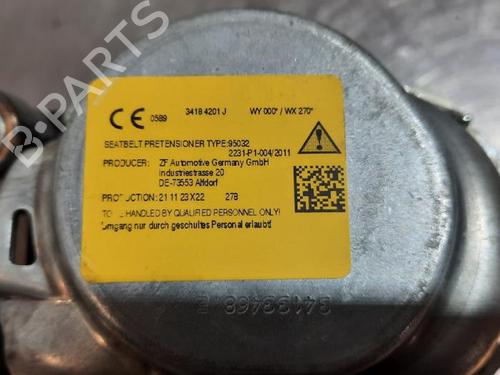 CE 0589 3418 4201 J WY 000° / WX 270°
SEATBELT PRETENSIONER TYPE:95032
2231-P1-004/2011
PRODUCER: ZF Automotive Germany GmbH
Industriestrasse 20
DE-73553 Alfdorf
PRODUCTION: 21 11 23 X22 278
TO BE HANDLED BY QUALIFIED PERSONNEL ONLY!
Umgang nur durch geschultes Personal erlaubt!
34193468 E
B-PARTS